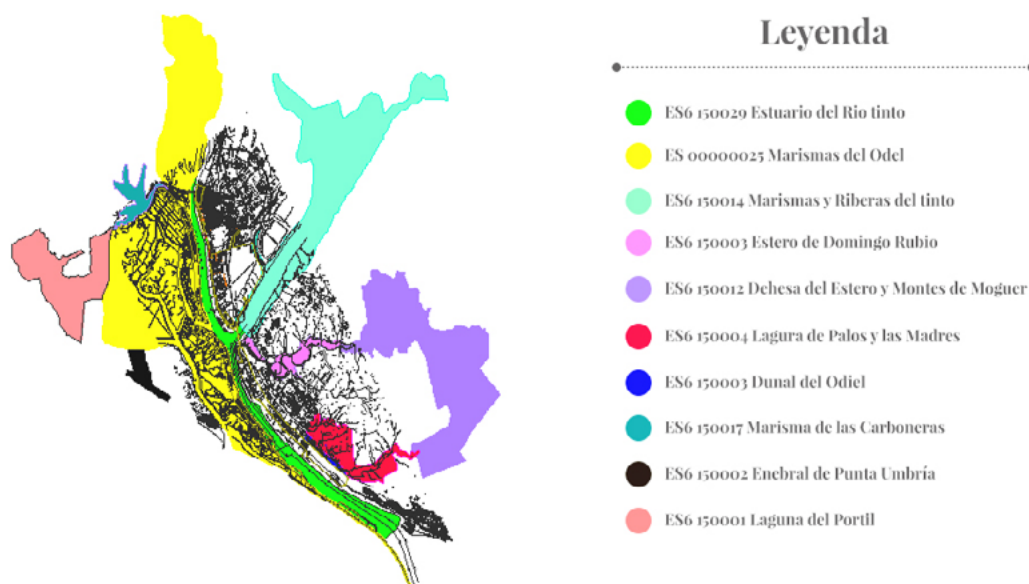 Leyenda
ES6 150029 Estuario del Rio tinto
ES 00000025 Marismas del Odel
ES6 150014 Marismas y Riberas del tinto
ES6 150003 Estero de Domingo Rubio
ES6 150012 Dehesa del Estero y Montes de Moguer
ES6 150004 Lagura de Palos y las Madres
ES6 150003 Dunal del Odiel
ES6 150017 Marisma de las Carboneras
ES6 150002 Enebral de Punta Umbría
ES6 150001 Laguna del Portil